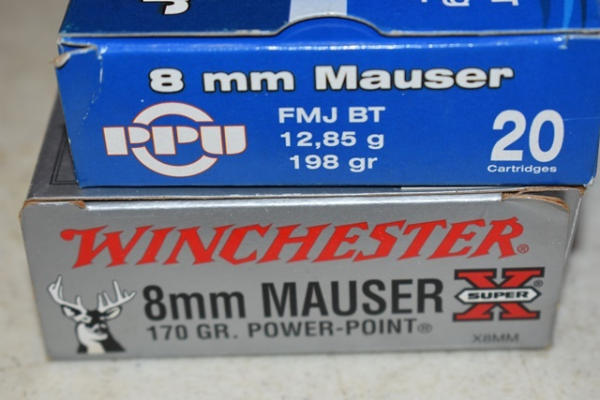 8 mm Mauser
PPU
FMJ BT
12,85 g
198 gr
20
Cartridges
WINCHESTER®
8mm MAUSER
170 GR. POWER-POINT®
X
SUPER
®
X8MM